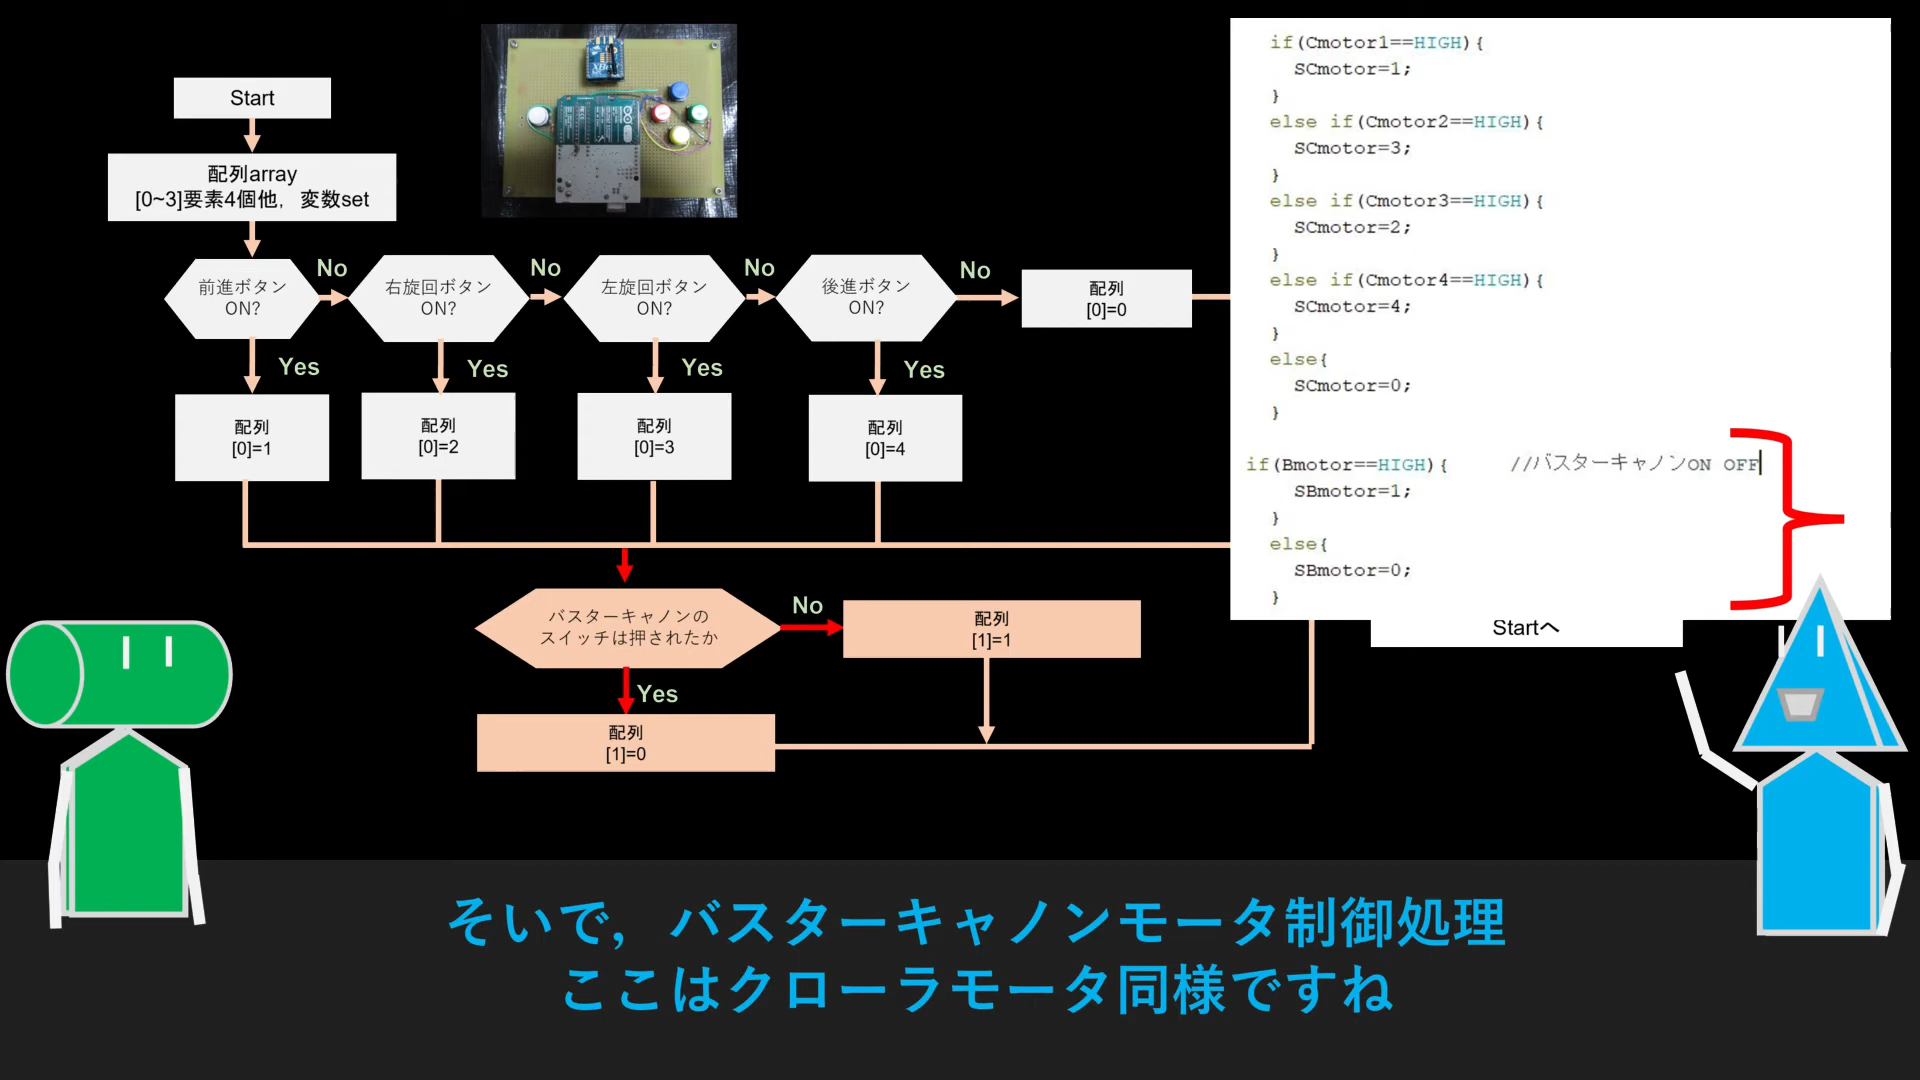 Start
配列array
[0~3]要素4個他，変数set
前進ボタン
ON?
No
右旋回ボタン
ON?
No
左旋回ボタン
ON?
No
後進ボタン
ON?
No
配列
[0]=0
Yes
Yes
Yes
Yes
配列
[0]=1
配列
[0]=2
配列
[0]=3
配列
[0]=4
バスターキャノンの
スイッチは押されたか
No
配列
[1]=1
Yes
配列
[1]=0
if(Cmotor1==HIGH){
SCmotor=1;
}
else if(Cmotor2==HIGH){
SCmotor=3;
}
else if(Cmotor3==HIGH){
SCmotor=2;
}
else if(Cmotor4==HIGH){
SCmotor=4;
}
else{
SCmotor=0;
}
if(Bmotor==HIGH){ //バスターキャノンON OFF
SBmotor=1;
}
else{
SBmotor=0;
}
Startへ
そいで，バスターキャノンモータ制御処理
ここはクローラモータ同様ですね